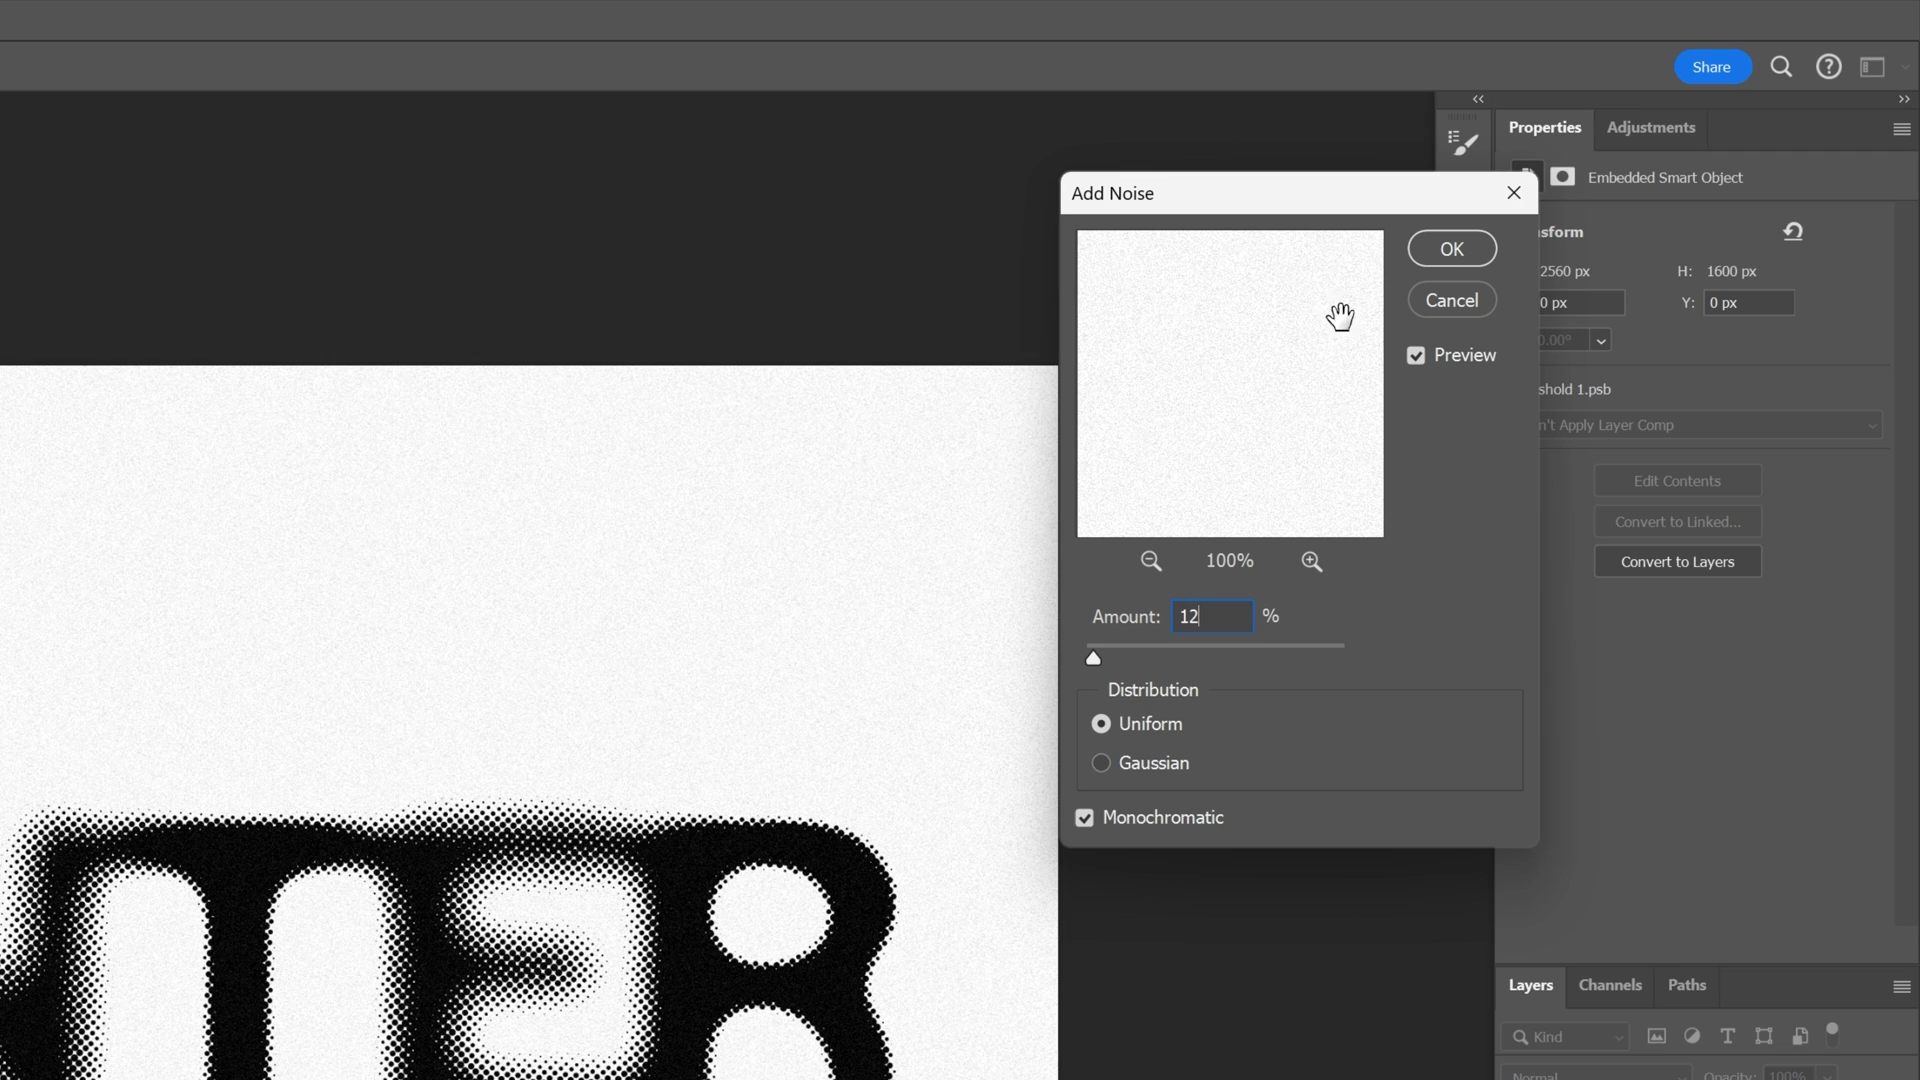 Share
Properties
Adjustments
Add Noise
Embedded Smart Object
OK
nsform
Cancel
2560 px
H: 1600 px
0 px
Y: 0 px
0.00°
Preview
shold 1.psb
n't Apply Layer Comp
Edit Contents
Convert to Linked...
Convert to Layers
100%
Amount: 12 %
Distribution
Uniform
Gaussian
Monochromatic
Layers
Channels
Paths
Kind
Normal
Opacity: 100%